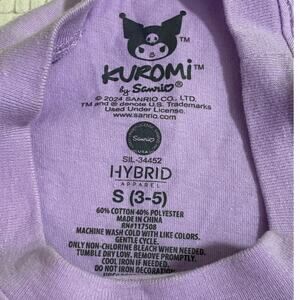 KUROMi™
by Sanrio®
© 2024 SANRIO CO., LTD.
TM and ® denote U.S. Trademarks
Used Under License.
Sanrio
USA
SIL-34452
HYBRID
APPAREL
S (3-5)
60% COTTON 40% POLYESTER
MADE IN CHINA
RN#117508
MACHINE WASH COLD WITH LIKE COLORS.
GENTLE CYCLE.
ONLY NON-CHLORINE BLEACH WHEN NEEDED.
TUMBLE DRY LOW. REMOVE PROMPTLY.
COOL IRON IF NEEDED.
DO NOT IRON DECORATION